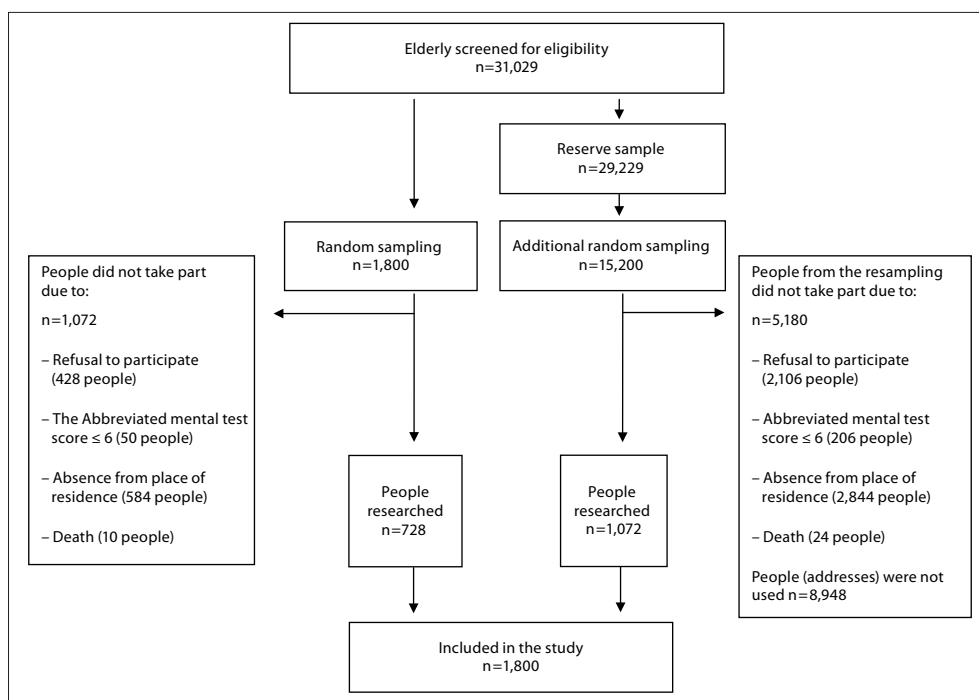 Elderly screened for eligibility
n=31,029
Reserve sample
n=29,229
Random sampling
n=1,800
Additional random sampling
n=15,200
People did not take part
due to:
n=1,072
– Refusal to participate
(428 people)
– The Abbreviated mental test
score ≤ 6 (50 people)
– Absence from place of
residence (584 people)
– Death (10 people)
People from the resampling
did not take part due to:
n=5,180
– Refusal to participate
(2,106 people)
– Abbreviated mental test
score ≤ 6 (206 people)
– Absence from place of
residence (2,844 people)
– Death (24 people)
People (addresses) were not
used n=8,948
People
researched
n=728
People
researched
n=1,072
Included in the study
n=1,800